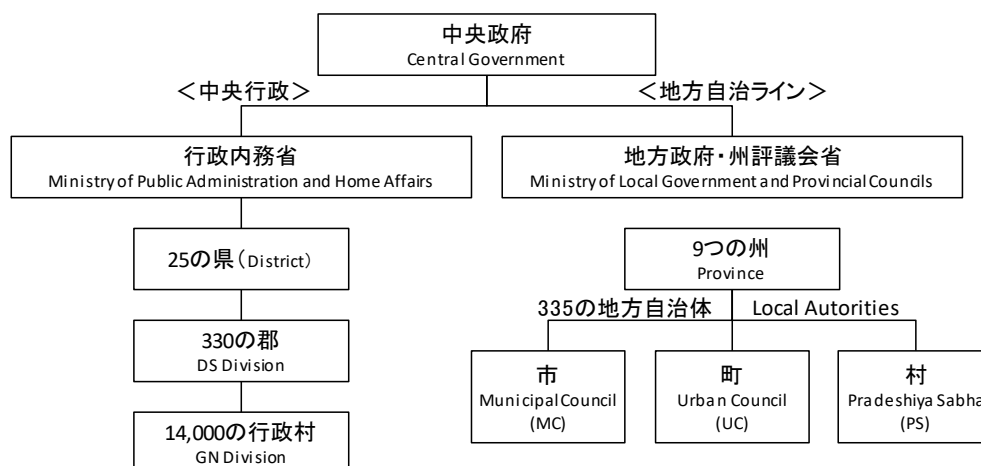 中央政府
Central Government
＜中央行政＞
＜地方自治ライン＞
行政内務省
Ministry of Public Administration and Home Affairs
地方政府・州評議会省
Ministry of Local Government and Provincial Councils
25の県（District）
9つの州
Province
335の地方自治体 Local Autorities
330の郡
DS Division
市
Municipal Council
(MC)
町
Urban Council
(UC)
村
Pradeshiya Sabha
(PS)
14,000の行政村
GN Division